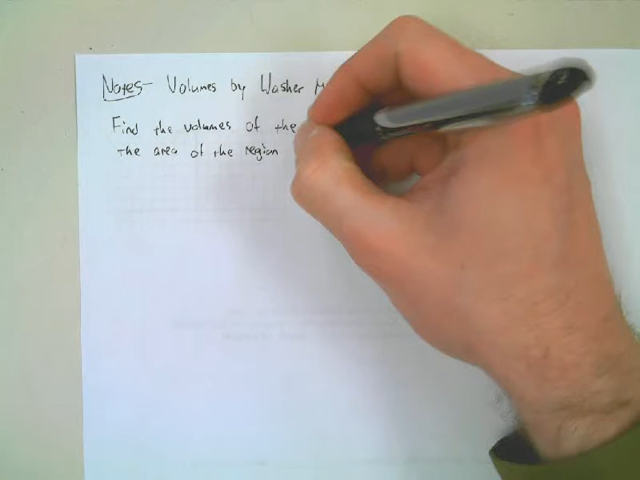 Notes- Volumes by Washer
Find the volumes of the
the area of the region